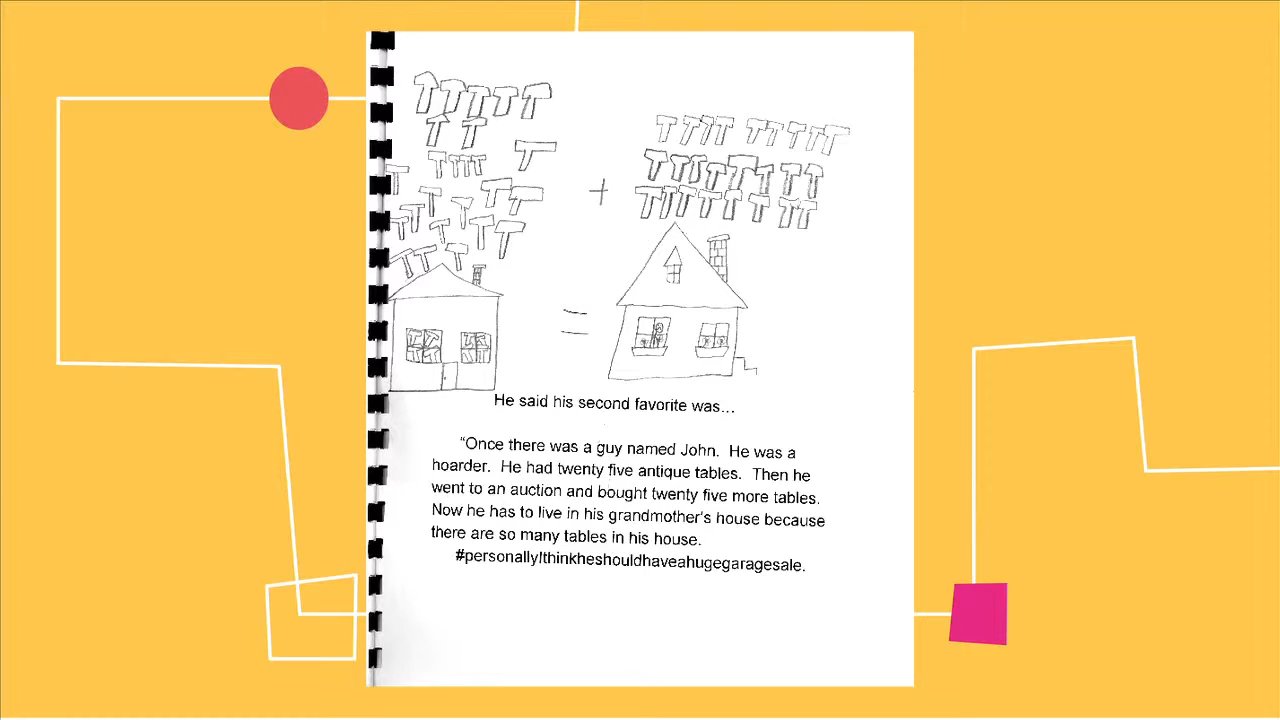 +
=
He said his second favorite was...
“Once there was a guy named John. He was a
hoarder. He had twenty five antique tables. Then he
went to an auction and bought twenty five more tables.
Now he has to live in his grandmother's house because
there are so many tables in his house.
#personallyIthinkheshouldhaveahugegaragesale.